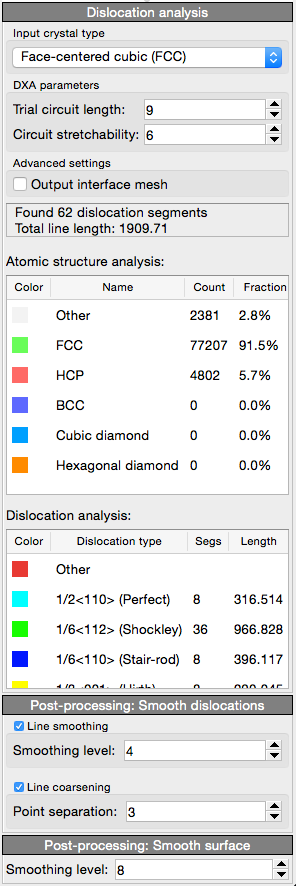 Dislocation analysis
Input crystal type
Face-centered cubic (FCC)
DXA parameters
Trial circuit length: 9
Circuit stretchability: 6
Advanced settings
Output interface mesh
Found 62 dislocation segments
Total line length: 1909.71
Atomic structure analysis:
Color Name Count Fraction
Other 2381 2.8%
FCC 77207 91.5%
HCP 4802 5.7%
BCC 0 0.0%
Cubic diamond 0 0.0%
Hexagonal diamond 0 0.0%
Dislocation analysis:
Color Dislocation type Segs Length
Other
1/2<110> (Perfect) 8 316.514
1/6<112> (Shockley) 36 966.828
1/6<110> (Stair-rod) 8 396.117
Post-processing: Smooth dislocations
Line smoothing
Smoothing level: 4
Line coarsening
Point separation: 3
Post-processing: Smooth surface
Smoothing level: 8